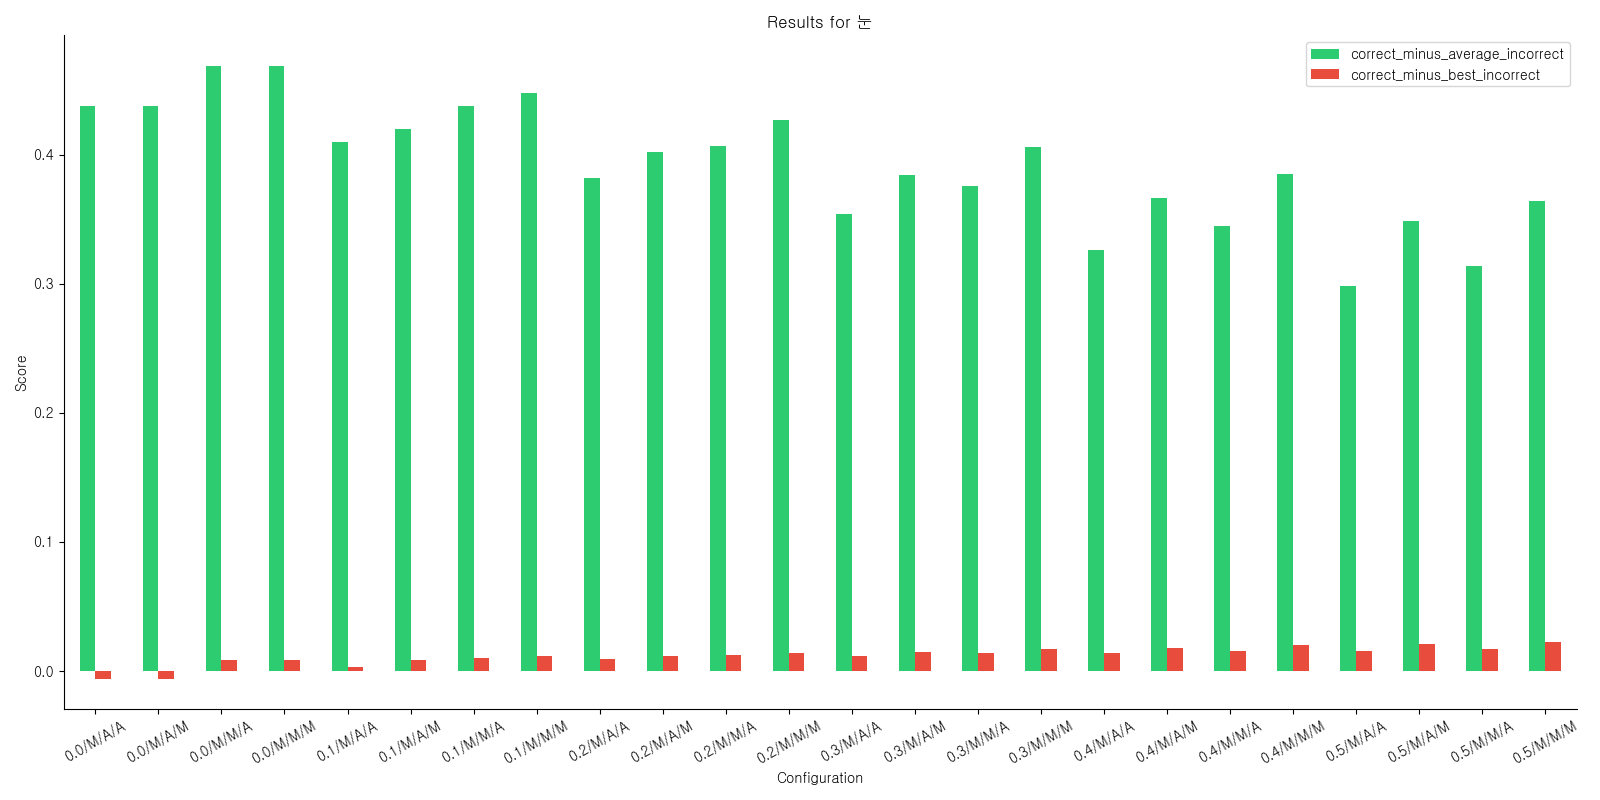 Results for 눈
correct_minus_average_incorrect
correct_minus_best_incorrect
Score
0.4
0.3
0.2
0.1
0.0
0.0/M/A/A
0.0/M/A/M
0.0/M/M/A
0.0/M/M/M
0.1/M/A/A
0.1/M/A/M
0.1/M/M/A
0.1/M/M/M
0.2/M/A/A
0.2/M/A/M
0.2/M/M/A
0.2/M/M/M
0.3/M/A/A
0.3/M/A/M
0.3/M/M/A
0.3/M/M/M
0.4/M/A/A
0.4/M/A/M
0.4/M/M/A
0.4/M/M/M
0.5/M/A/A
0.5/M/A/M
0.5/M/M/A
0.5/M/M/M
Configuration